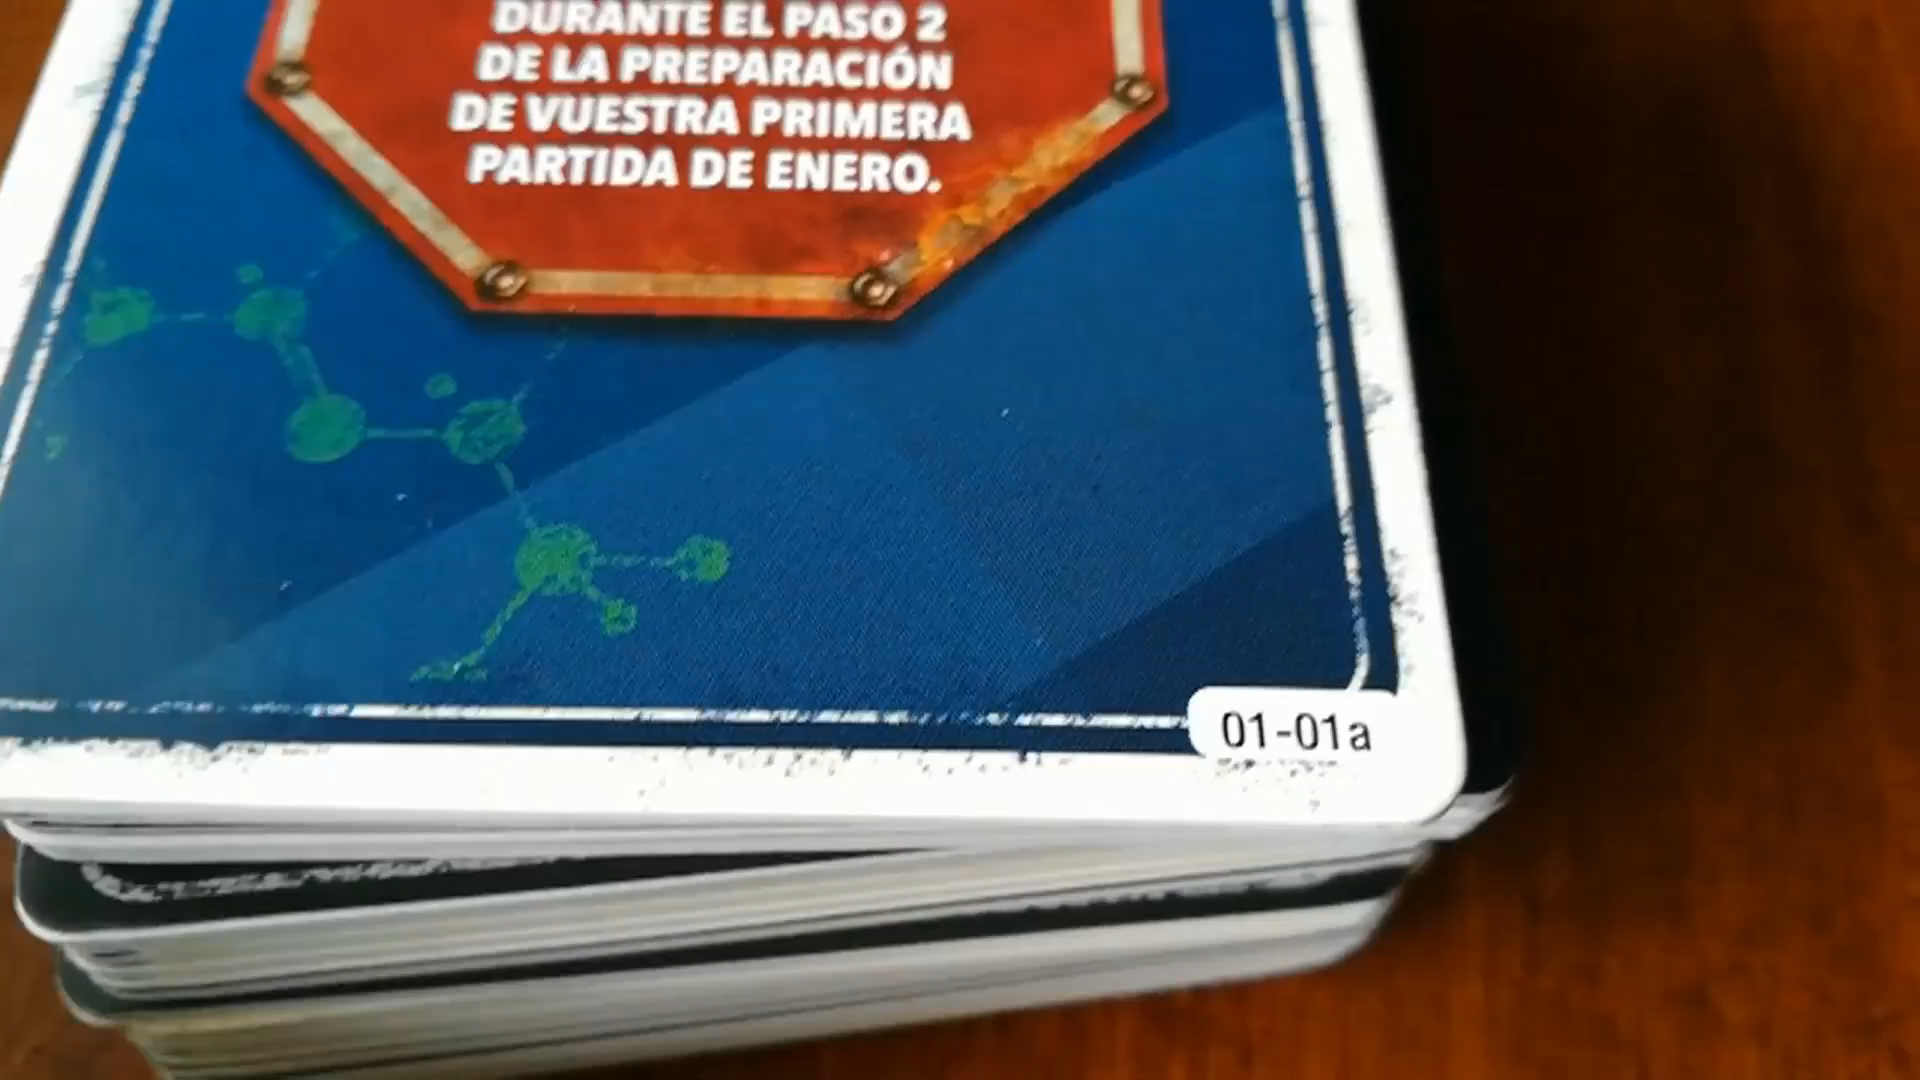 DURANTE EL PASO 2
DE LA PREPARACIÓN
DE VUESTRA PRIMERA
PARTIDA DE ENERO.
01-01a